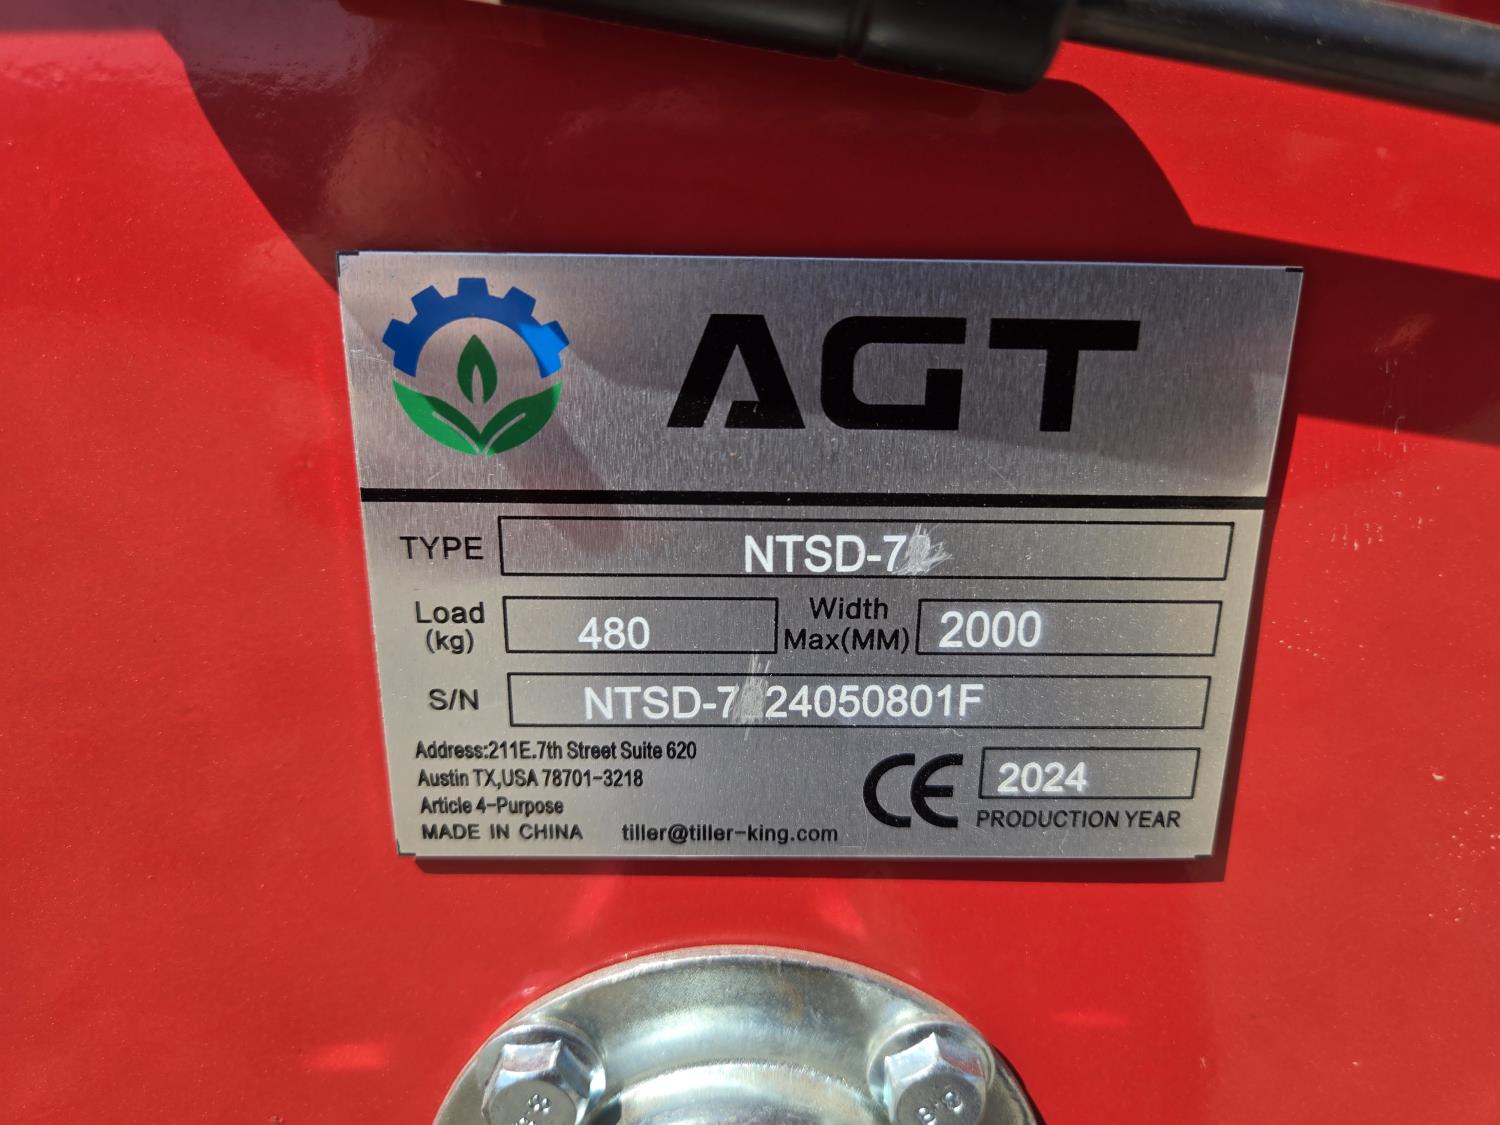 AGT
TYPE NTSD-7
Load (kg) 480 Width Max(MM) 2000
S/N NTSD-7 24050801F
Address:211E.7th Street Suite 620
Austin TX,USA 78701-3218
Article 4-Purpose
MADE IN CHINA tiller@tiller-king.com
CE 2024
PRODUCTION YEAR